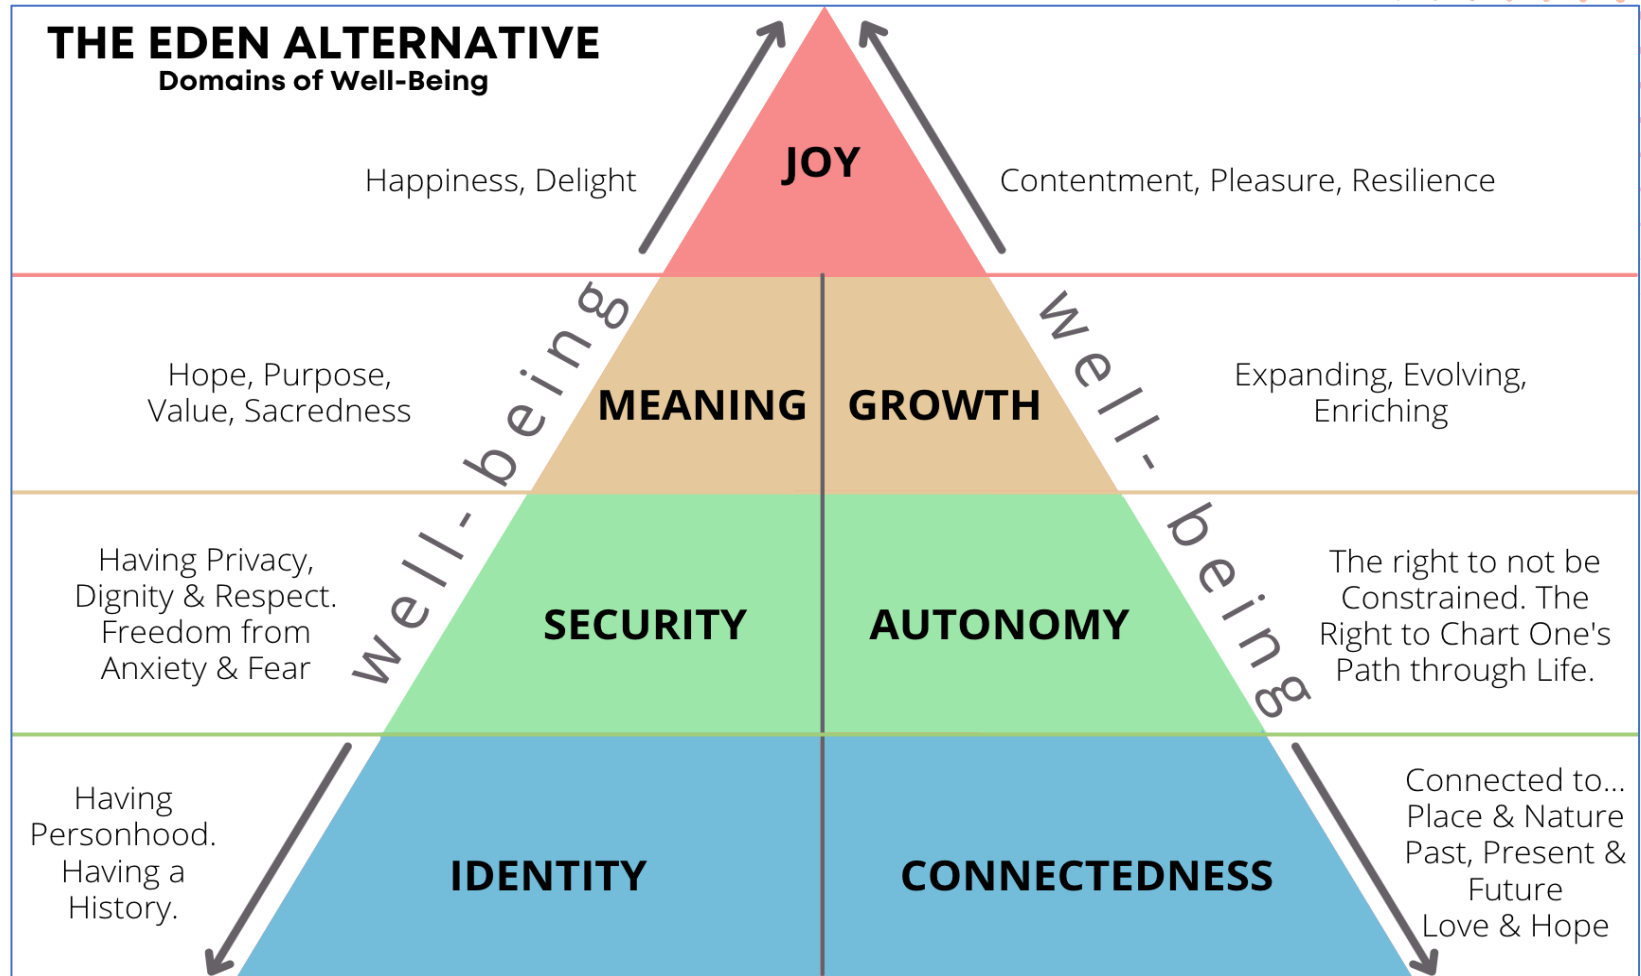 THE EDEN ALTERNATIVE
Domains of Well-Being
JOY
Happiness, Delight
Contentment, Pleasure, Resilience
well-being
well-being
Hope, Purpose,
Value, Sacredness
MEANING
GROWTH
Expanding, Evolving,
Enriching
Having Privacy,
Dignity & Respect.
Freedom from
Anxiety & Fear
SECURITY
AUTONOMY
The right to not be
Constrained. The
Right to Chart One's
Path through Life.
Having
Personhood.
Having a
History.
IDENTITY
CONNECTEDNESS
Connected to...
Place & Nature
Past, Present &
Future
Love & Hope